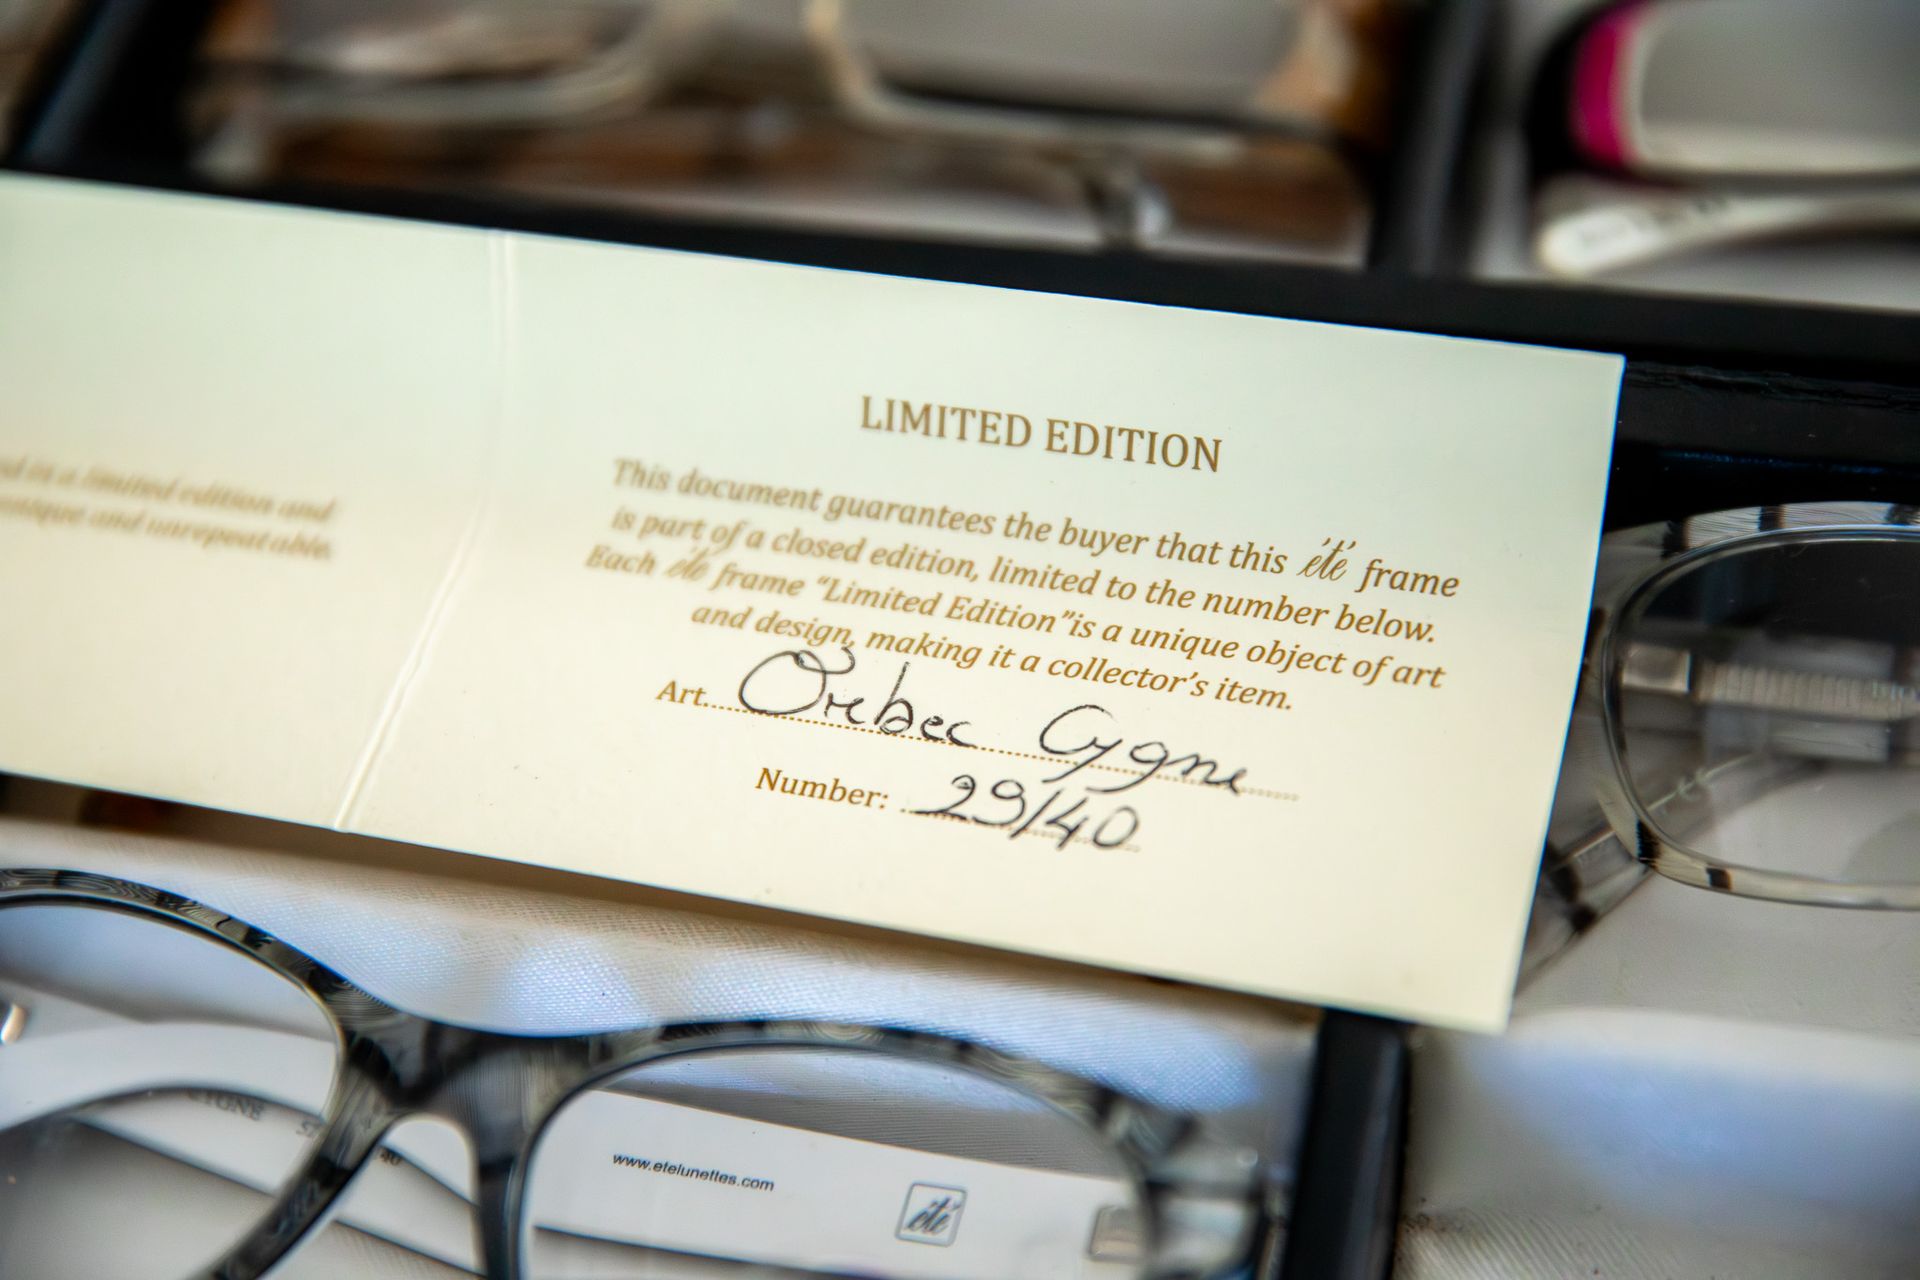 in a limited edition and
unique and unrepeatable.
LIMITED EDITION
This document guarantees the buyer that this été frame
is part of a closed edition, limited to the number below.
Each été frame “Limited Edition”is a unique object of art
and design, making it a collector's item.
Art. Orebec Cygne
Number: 29/40
CYGNE
www.etelunettes.com
été